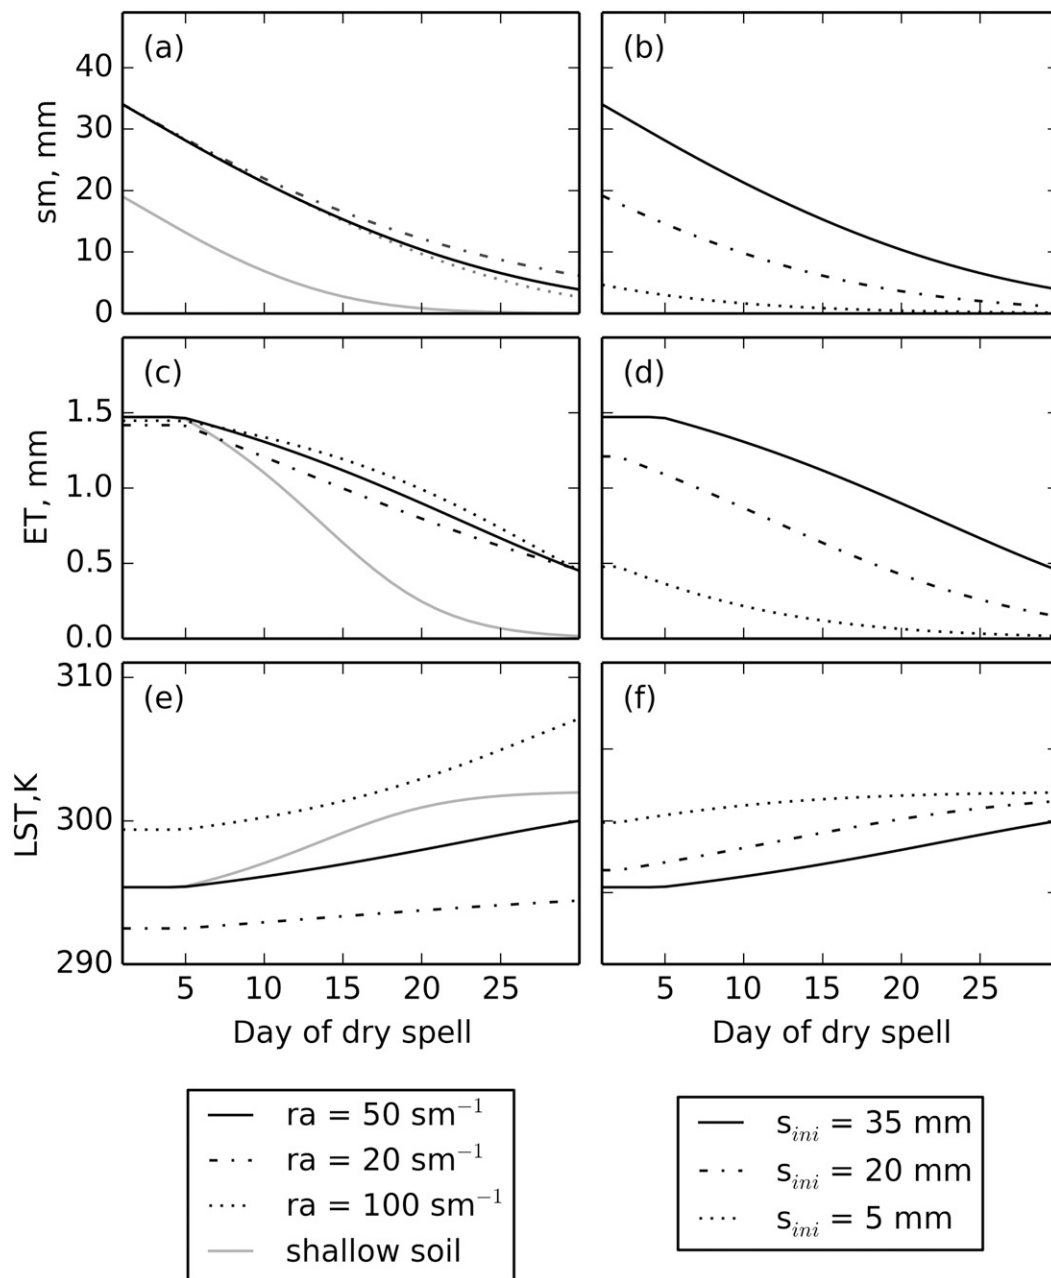 (a)
(b)
40
30
20
10
0
sm, mm
(c)
(d)
1.5
1.0
0.5
0.0
ET, mm
(e)
(f)
310
300
290
LST,K
5 10 15 20 25
5 10 15 20 25
Day of dry spell
Day of dry spell
ra = 50 sm⁻¹
ra = 20 sm⁻¹
ra = 100 sm⁻¹
shallow soil
s_ini = 35 mm
s_ini = 20 mm
s_ini = 5 mm